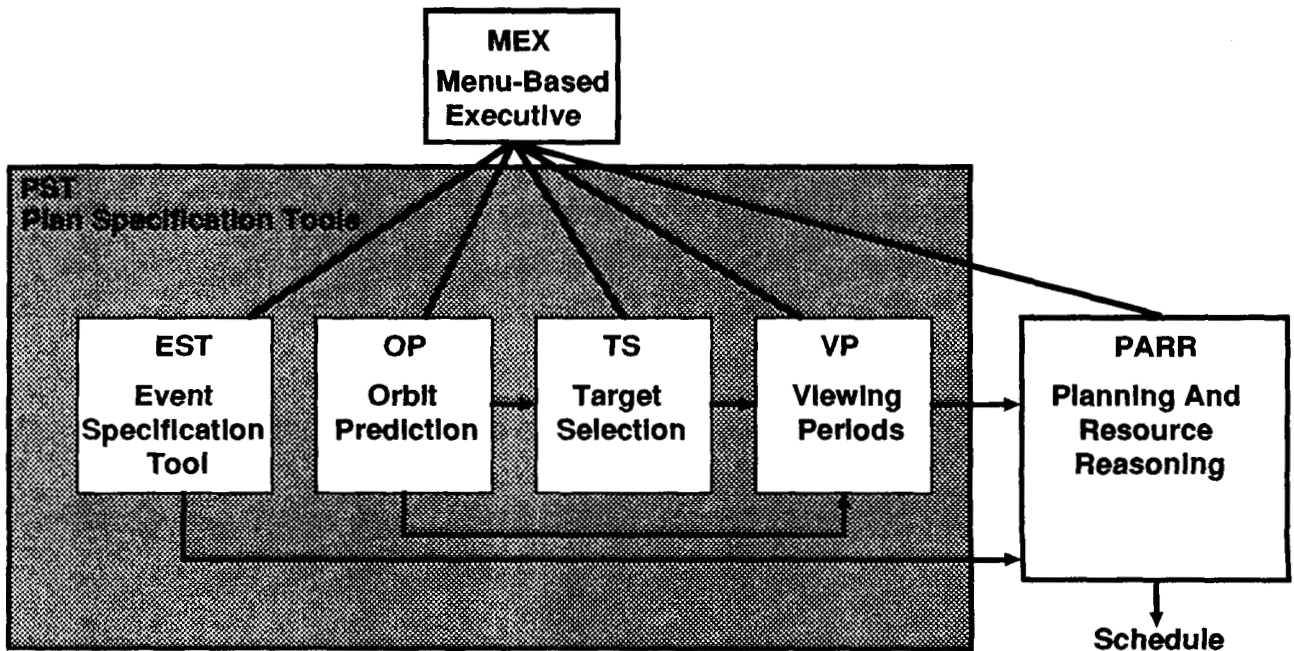 MEX
Menu-Based
Executive
PST
Plan Specification Tools
EST
Event
Specification
Tool
OP
Orbit
Prediction
TS
Target
Selection
VP
Viewing
Periods
PARR
Planning And
Resource
Reasoning
Schedule